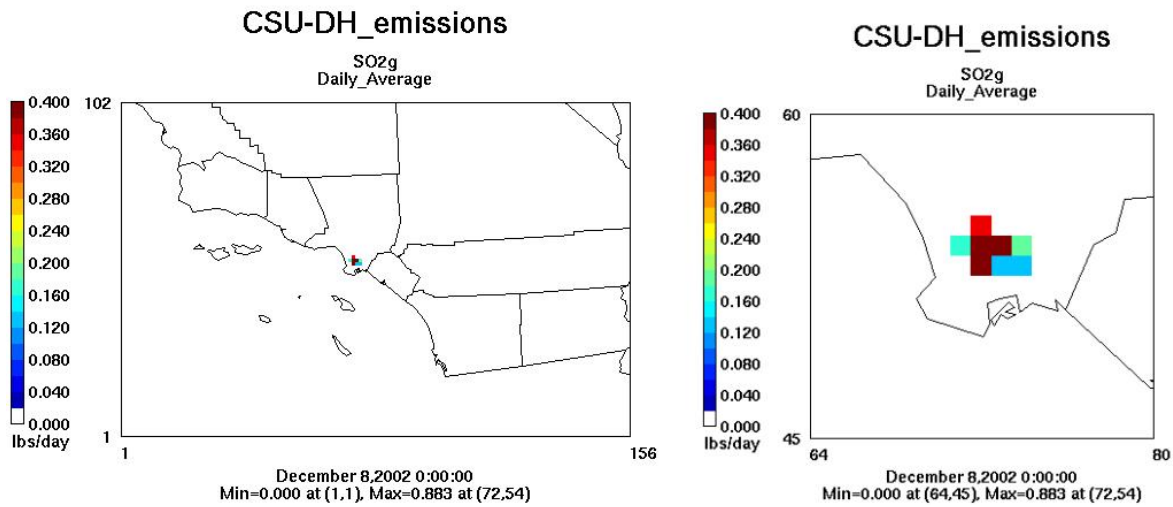 CSU-DH_emissions
SO2g
Daily_Average
0.400
0.360
0.320
0.280
0.240
0.200
0.160
0.120
0.080
0.040
0.000
lbs/day
102
1
1
156
December 8,2002 0:00:00
Min=0.000 at (1,1), Max=0.883 at (72,54)
CSU-DH_emissions
SO2g
Daily_Average
0.400
0.360
0.320
0.280
0.240
0.200
0.160
0.120
0.080
0.040
0.000
lbs/day
60
45
64
80
December 8,2002 0:00:00
Min=0.000 at (64,45), Max=0.883 at (72,54)